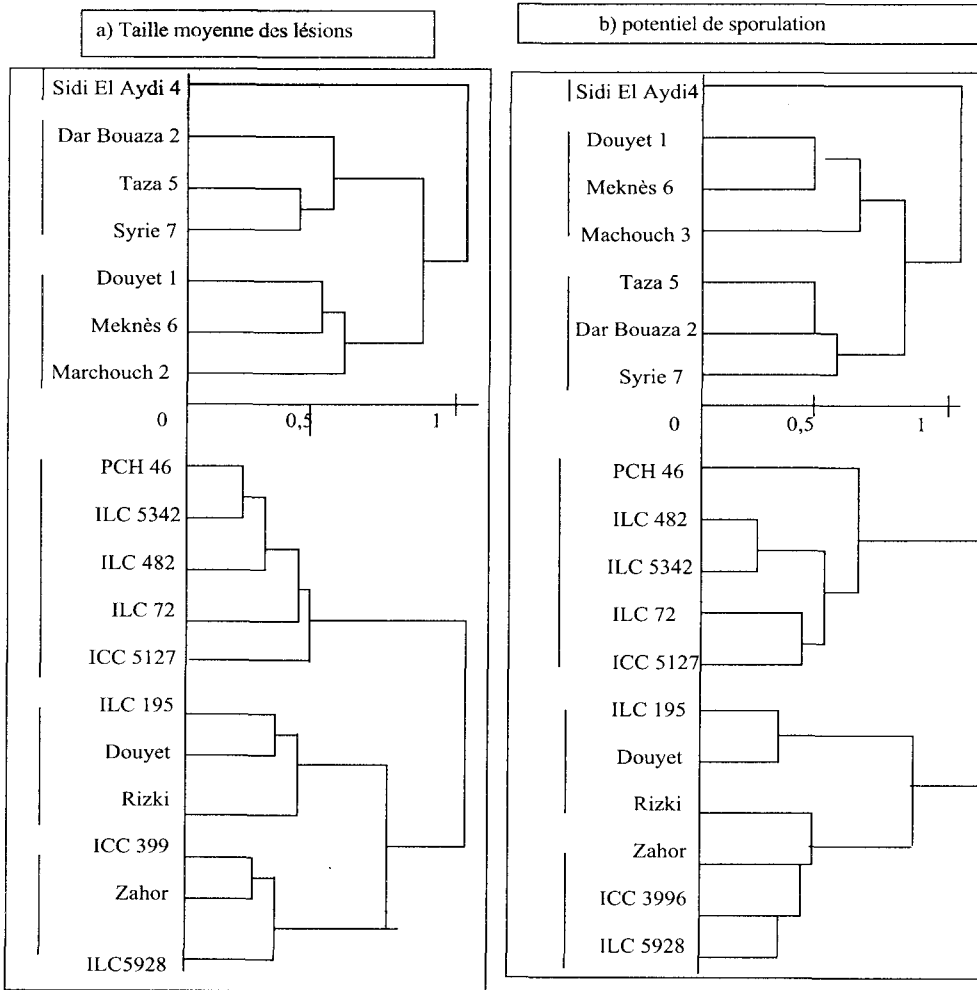 a) Taille moyenne des lésions
Sidi El Aydi 4
Dar Bouaza 2
Taza 5
Syrie 7
Douyet 1
Meknès 6
Marchouch 2
0 0,5 1
PCH 46
ILC 5342
ILC 482
ILC 72
ICC 5127
ILC 195
Douyet
Rizki
ICC 399
Zahor
ILC5928
b) potentiel de sporulation
Sidi El Aydi4
Douyet 1
Meknès 6
Machouch 3
Taza 5
Dar Bouaza 2
Syrie 7
0 0,5 1
PCH 46
ILC 482
ILC 5342
ILC 72
ICC 5127
ILC 195
Douyet
Rizki
Zahor
ICC 3996
ILC 5928